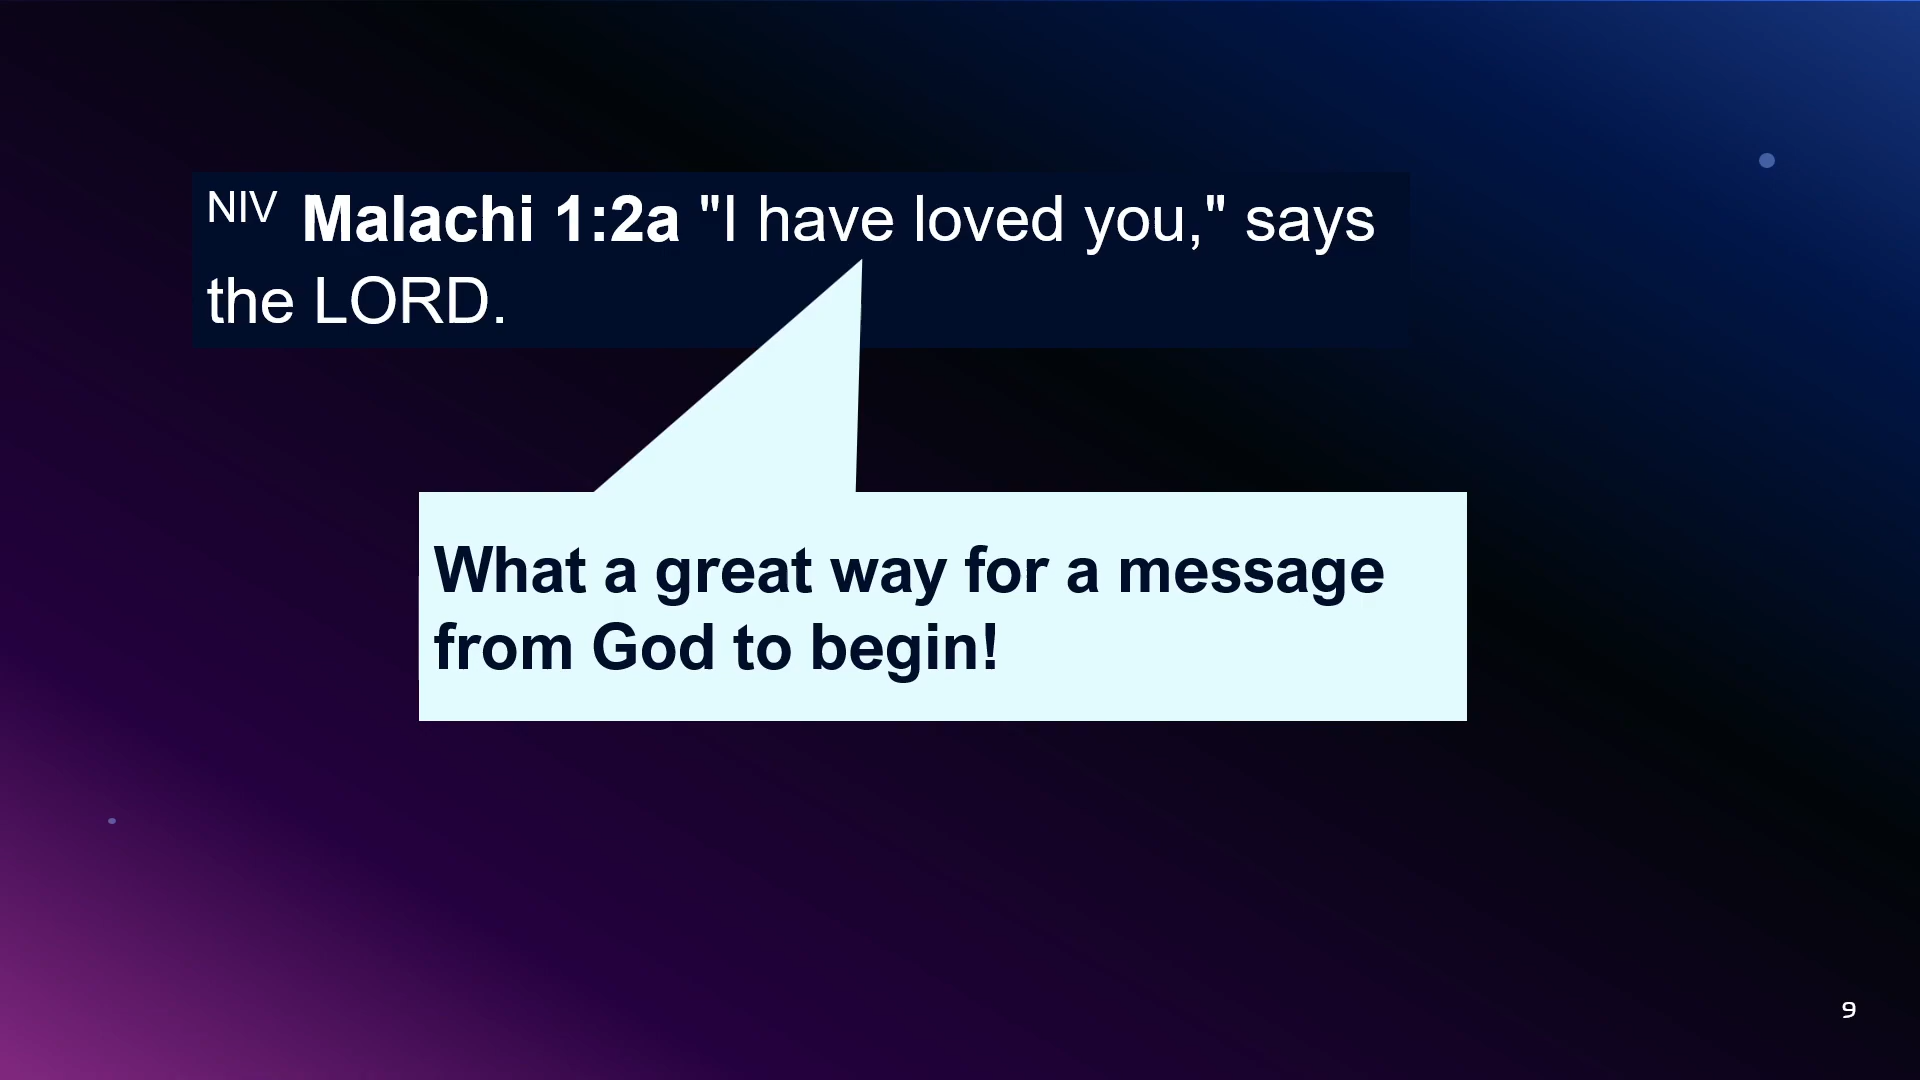 NIV Malachi 1:2a "I have loved you," says
the LORD.
What a great way for a message
from God to begin!
9